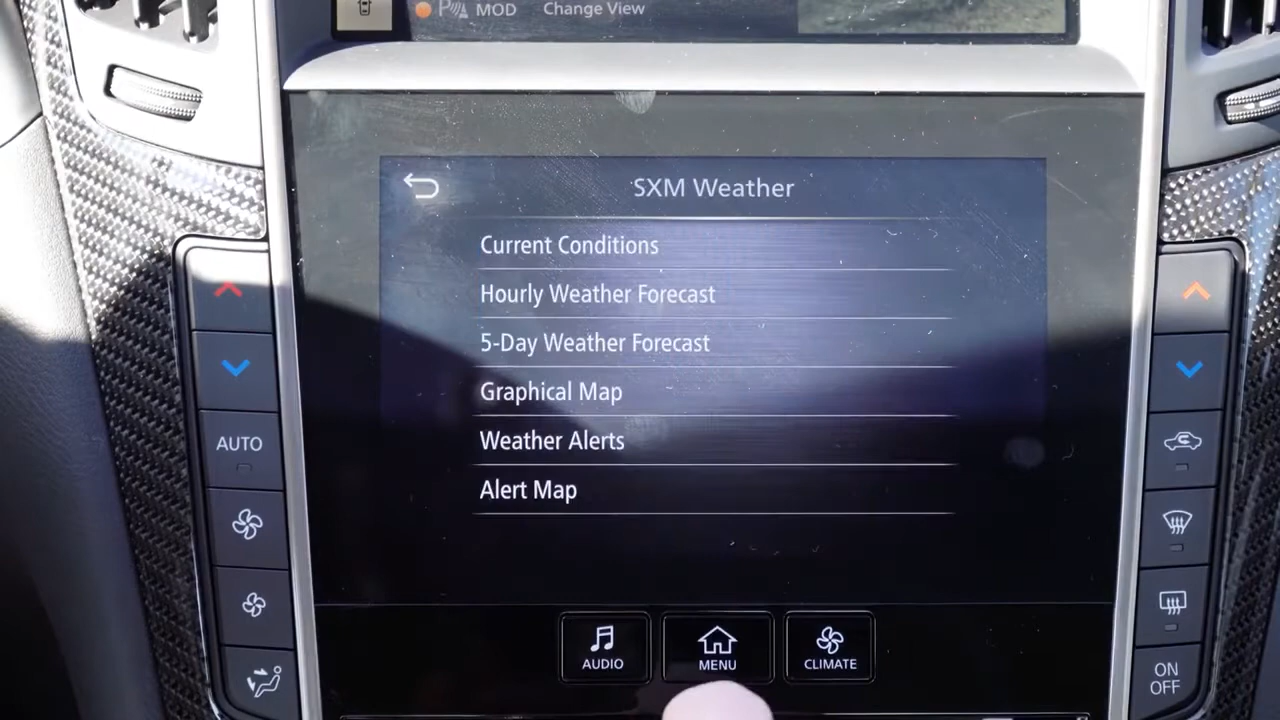 MOD Change View
SXM Weather
Current Conditions
Hourly Weather Forecast
5-Day Weather Forecast
Graphical Map
Weather Alerts
Alert Map
AUTO
AUDIO
MENU
CLIMATE
ON
OFF